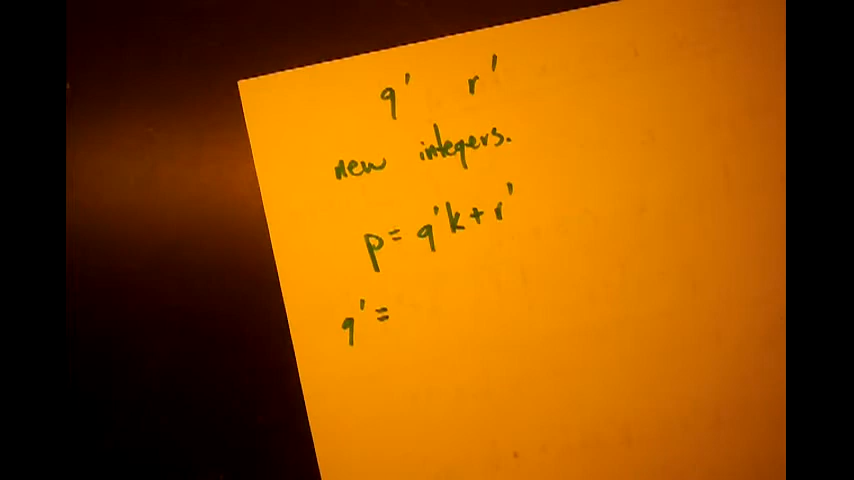 q' r'
new integers.
p = q'k + r'
q' =